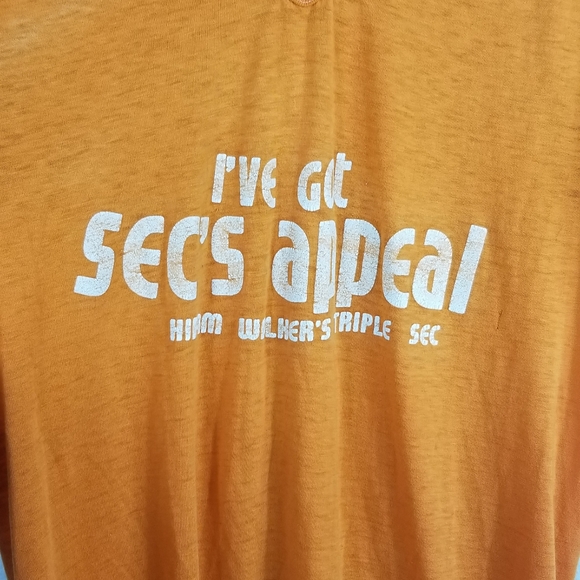 I'VE GOt
SEC'S appEal
HIRAM WALKER'S TRIPLE SEC